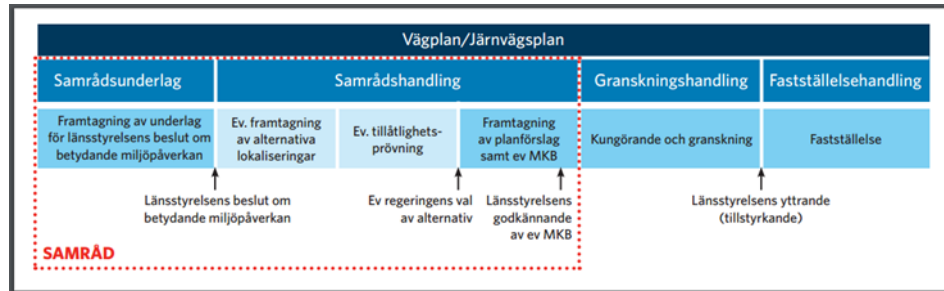 Vägplan/Järnvägsplan
Samrådsunderlag
Samrådshandling
Granskningshandling
Fastställelsehandling
Framtagning av underlag
för länsstyrelsens beslut om
betydande miljöpåverkan
Ev. framtagning
av alternativa
lokaliseringar
Ev. tillåtlighets-
prövning
Framtagning
av planförslag
samt ev MKB
Kungörande och granskning
Fastställelse
Länsstyrelsens beslut om
betydande miljöpåverkan
Ev regeringens val
av alternativ
Länsstyrelsens
godkännande
av ev MKB
Länsstyrelsens yttrande
(tillstyrkande)
SAMRÅD